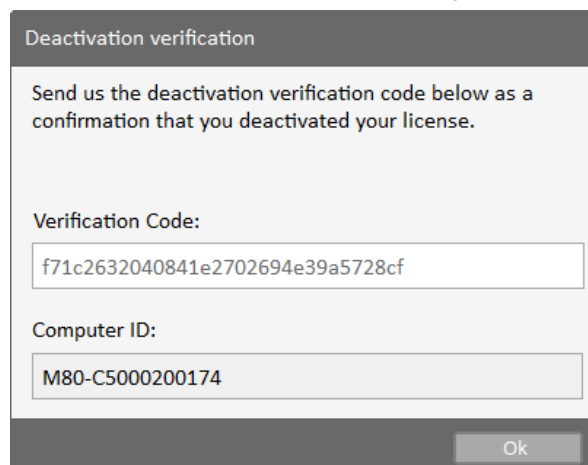 Deactivation verification
Send us the deactivation verification code below as a
confirmation that you deactivated your license.
Verification Code:
f71c2632040841e2702694e39a5728cf
Computer ID:
M80-C5000200174
Ok